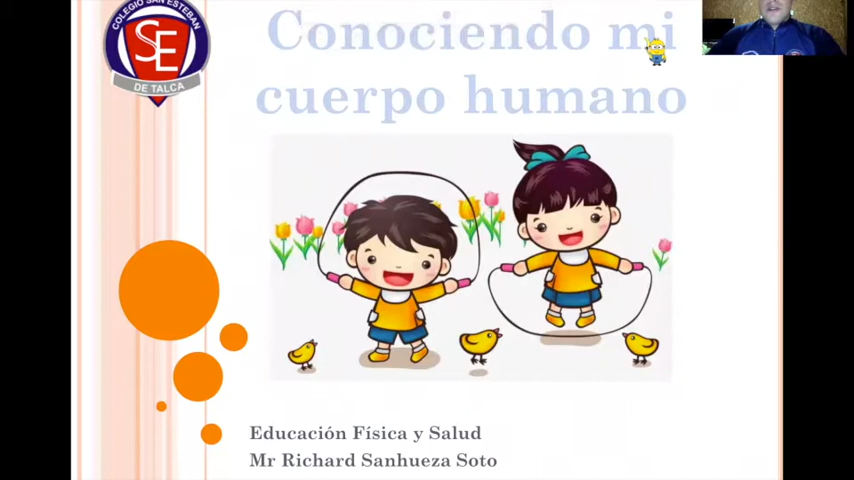 COLEGIO SAN ESTEBAN
SE
DE TALCA
Conociendo mi
cuerpo humano
Educación Física y Salud
Mr Richard Sanhueza Soto